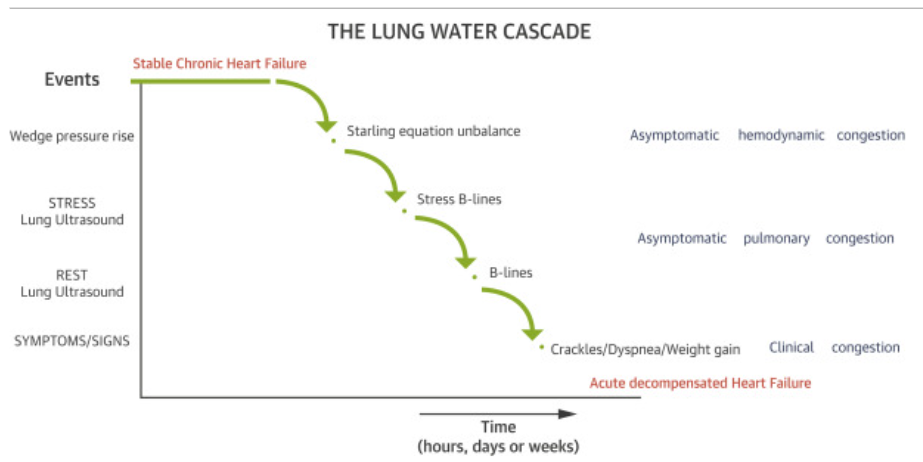 THE LUNG WATER CASCADE
Stable Chronic Heart Failure
Events
Wedge pressure rise
Starling equation unbalance
Asymptomatic hemodynamic congestion
STRESS
Lung Ultrasound
Stress B-lines
Asymptomatic pulmonary congestion
REST
Lung Ultrasound
B-lines
SYMPTOMS/SIGNS
Crackles/Dyspnea/Weight gain
Clinical congestion
Acute decompensated Heart Failure
Time
(hours, days or weeks)